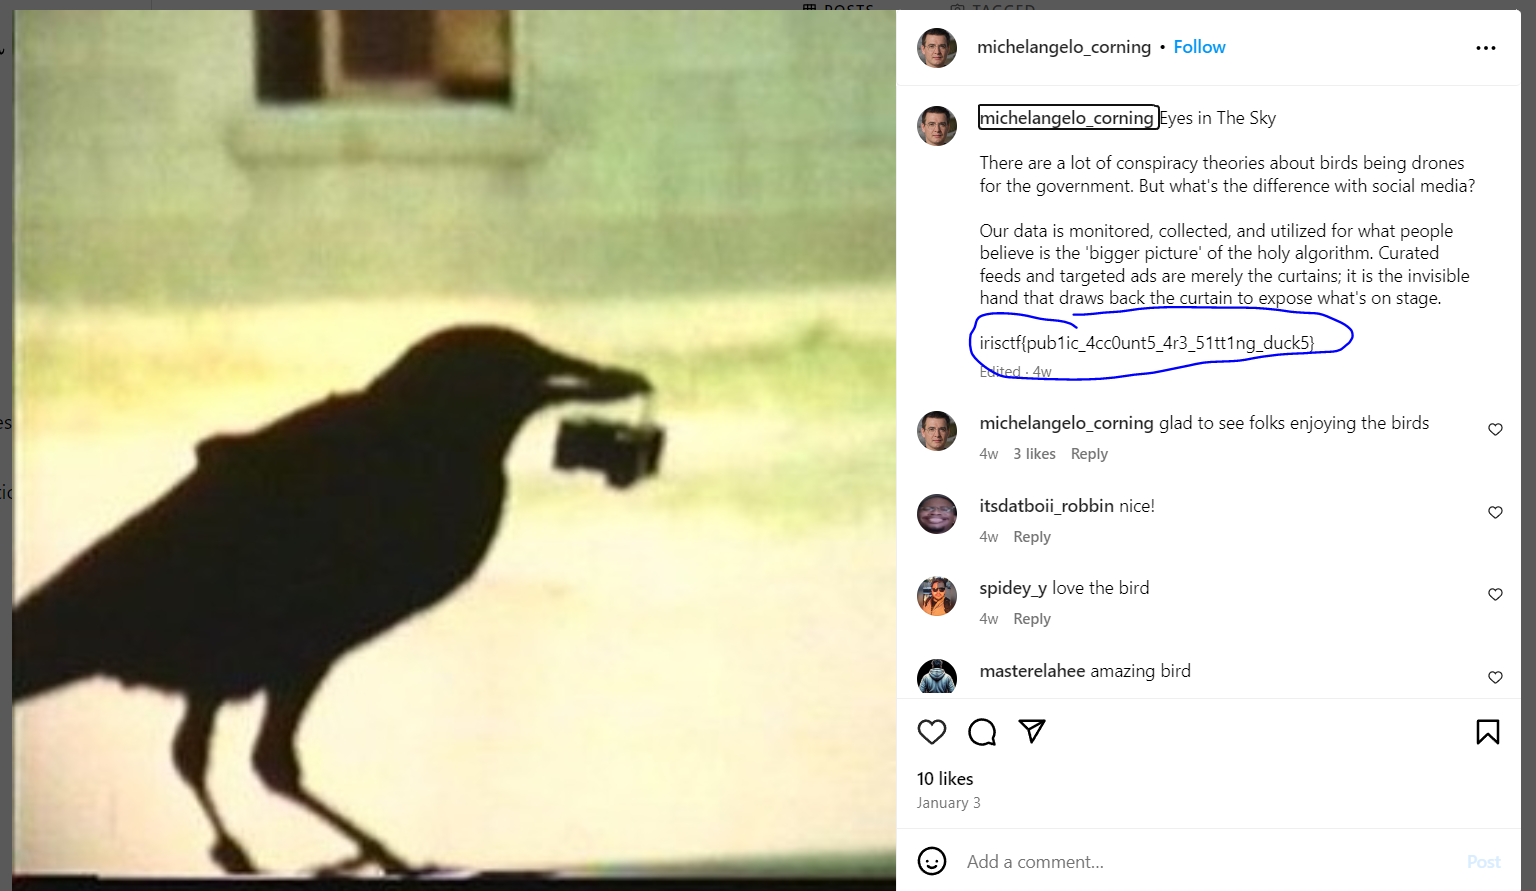 POSTS TAGGED
michelangelo_corning • Follow
michelangelo_corning Eyes in The Sky
There are a lot of conspiracy theories about birds being drones
for the government. But what's the difference with social media?
Our data is monitored, collected, and utilized for what people
believe is the 'bigger picture' of the holy algorithm. Curated
feeds and targeted ads are merely the curtains; it is the invisible
hand that draws back the curtain to expose what's on stage.
irisctf{pub1ic_4cc0unt5_4r3_51tt1ng_duck5}
Edited · 4w
michelangelo_corning glad to see folks enjoying the birds
4w 3 likes Reply
itsdatboii_robbin nice!
4w Reply
spidey_y love the bird
4w Reply
masterelahee amazing bird
10 likes
January 3
Add a comment...
Post